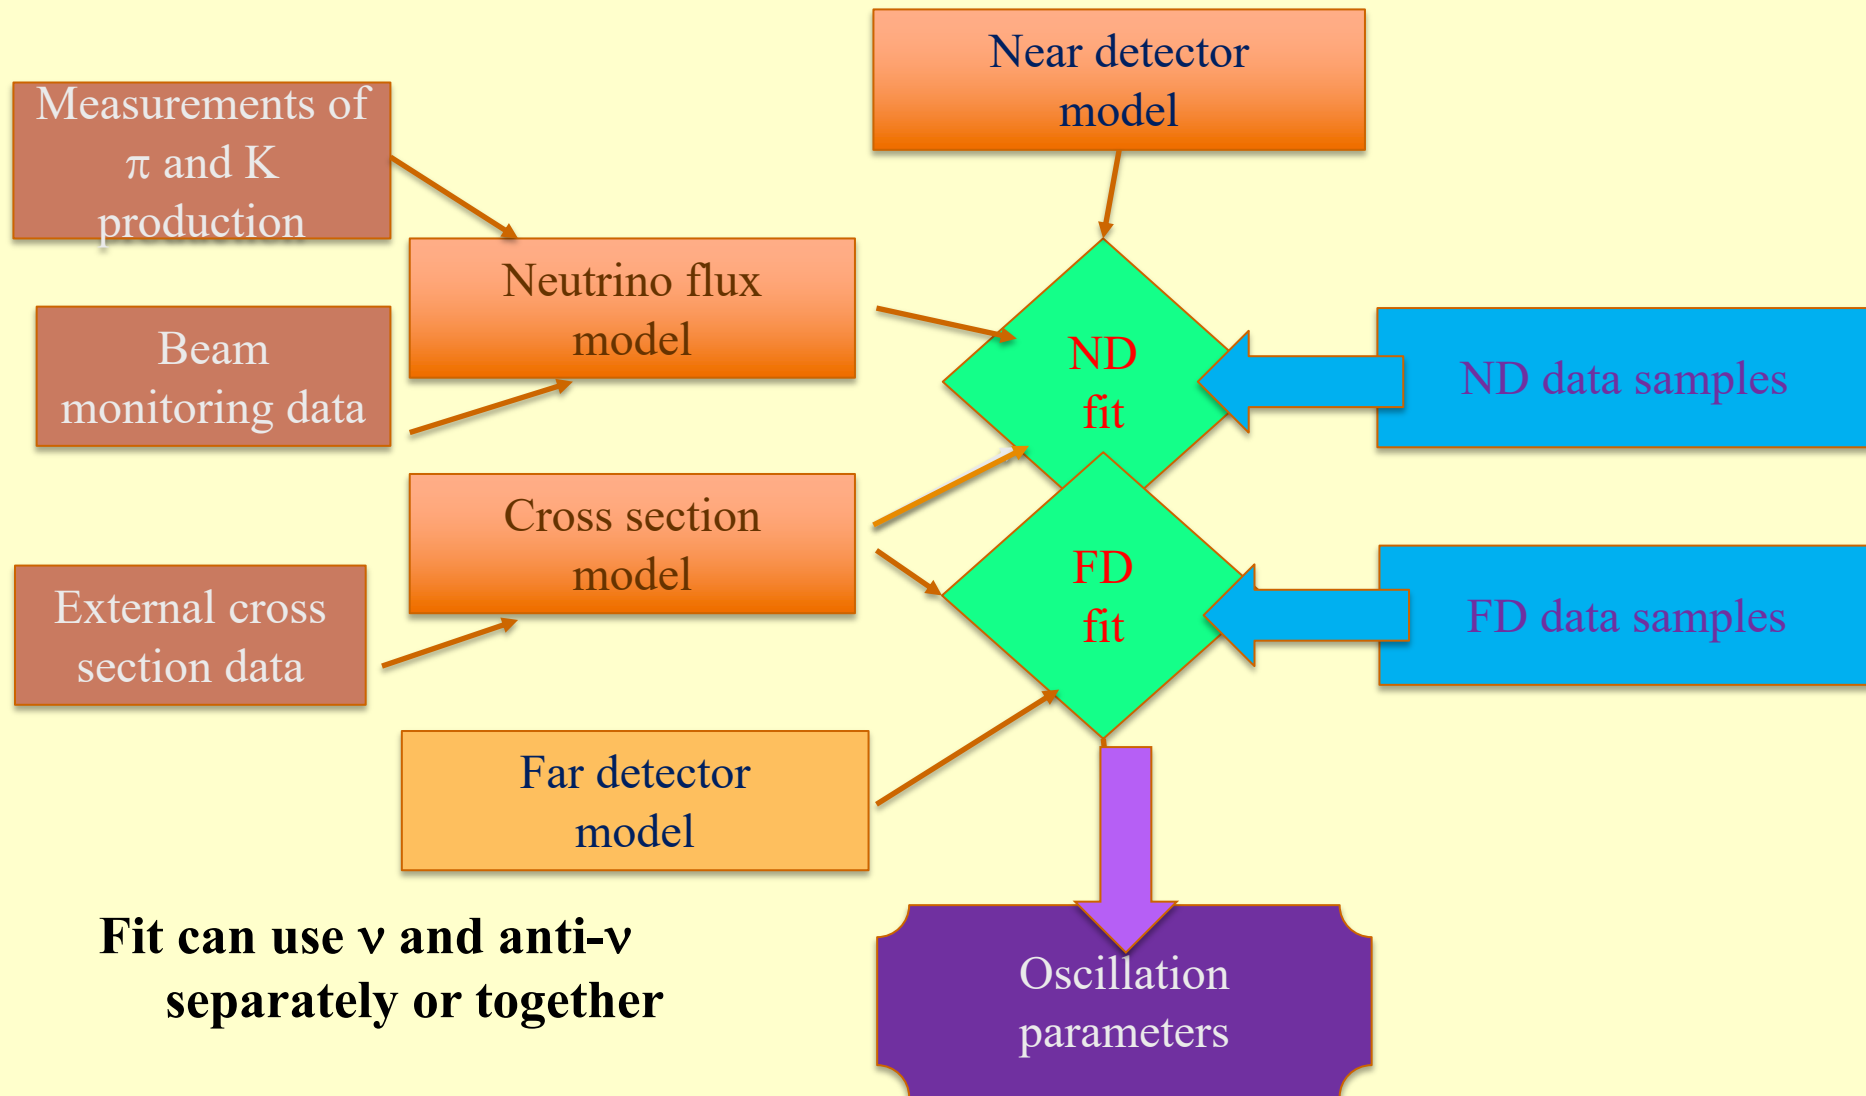 Near detector
model
Measurements of
π and K
production
Neutrino flux
model
Beam
monitoring data
ND
fit
ND data samples
Cross section
model
External cross
section data
FD
fit
FD data samples
Far detector
model
Fit can use ν and anti-ν
separately or together
Oscillation
parameters